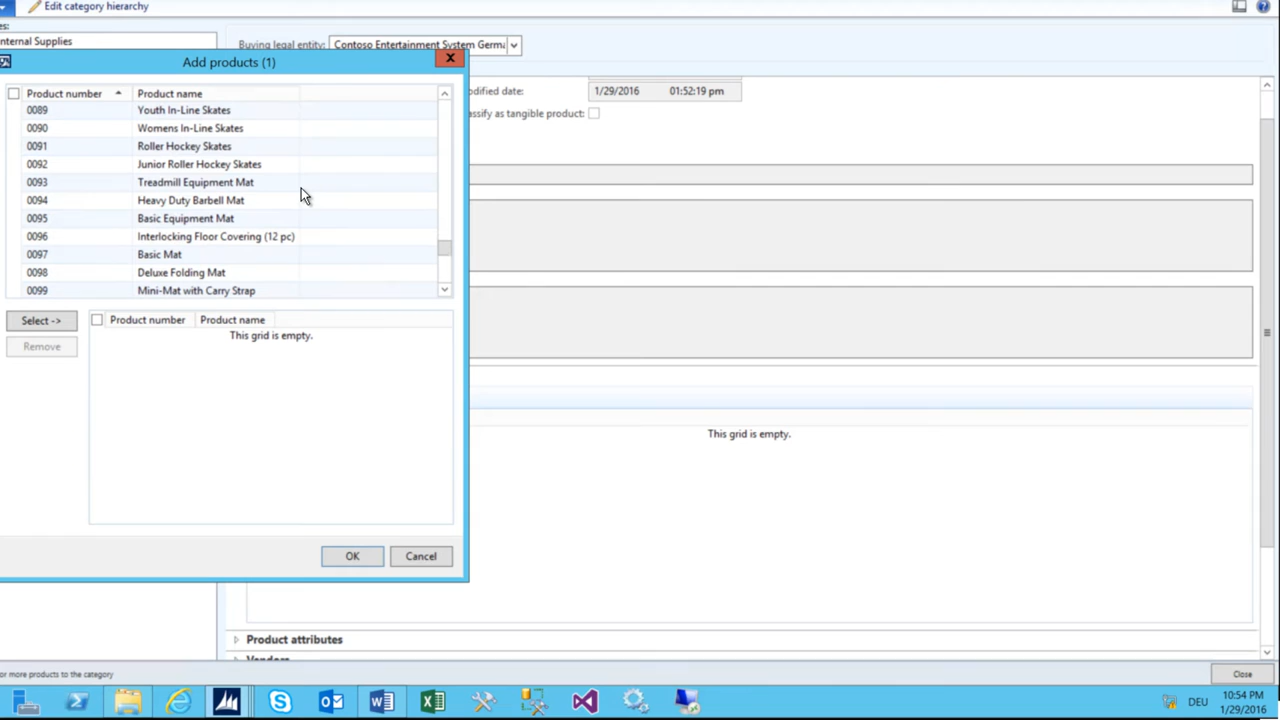 Edit category hierarchy
es:
nternal Supplies
Buying legal entity: Contoso Entertainment System Germa
Add products (1)
odified date: 1/29/2016 01:52:19 pm
assify as tangible product:
Product number Product name
0089 Youth In-Line Skates
0090 Womens In-Line Skates
0091 Roller Hockey Skates
0092 Junior Roller Hockey Skates
0093 Treadmill Equipment Mat
0094 Heavy Duty Barbell Mat
0095 Basic Equipment Mat
0096 Interlocking Floor Covering (12 pc)
0097 Basic Mat
0098 Deluxe Folding Mat
0099 Mini-Mat with Carry Strap
Select ->
Remove
Product number Product name
This grid is empty.
This grid is empty.
OK Cancel
Product attributes
Vendors
or more products to the category
Close
DEU
10:54 PM
1/29/2016